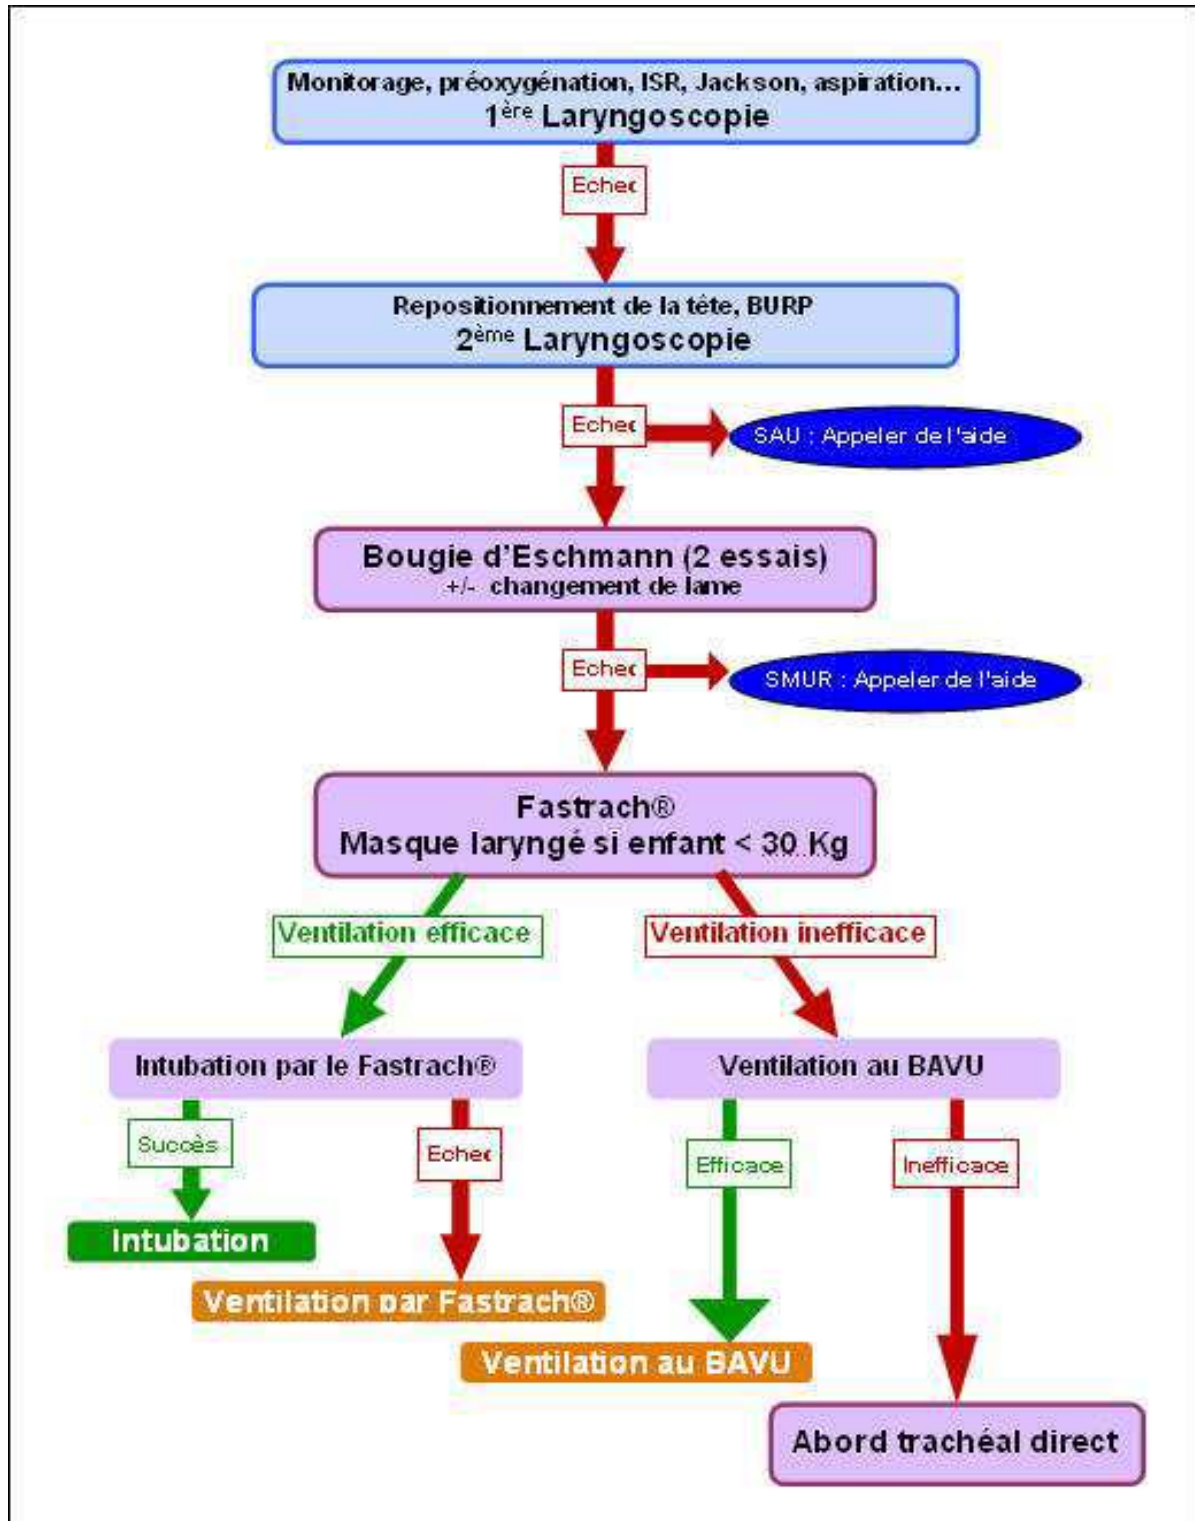 Monitorage, préoxygénation, ISR, Jackson, aspiration...
1ère Laryngoscopie
Echec
Repositionnement de la tête, BURP
2ème Laryngoscopie
Echec
SAU : Appeler de l'aide
Bougie d'Eschmann (2 essais)
+/- changement de lame
Echec
SMUR : Appeler de l'aide
Fastrach®
Masque laryngé si enfant < 30 Kg
Ventilation efficace
Ventilation inefficace
Intubation par le Fastrach®
Ventilation au BAVU
Succès
Echec
Efficace
Inefficace
Intubation
Ventilation par Fastrach®
Ventilation au BAVU
Abord trachéal direct